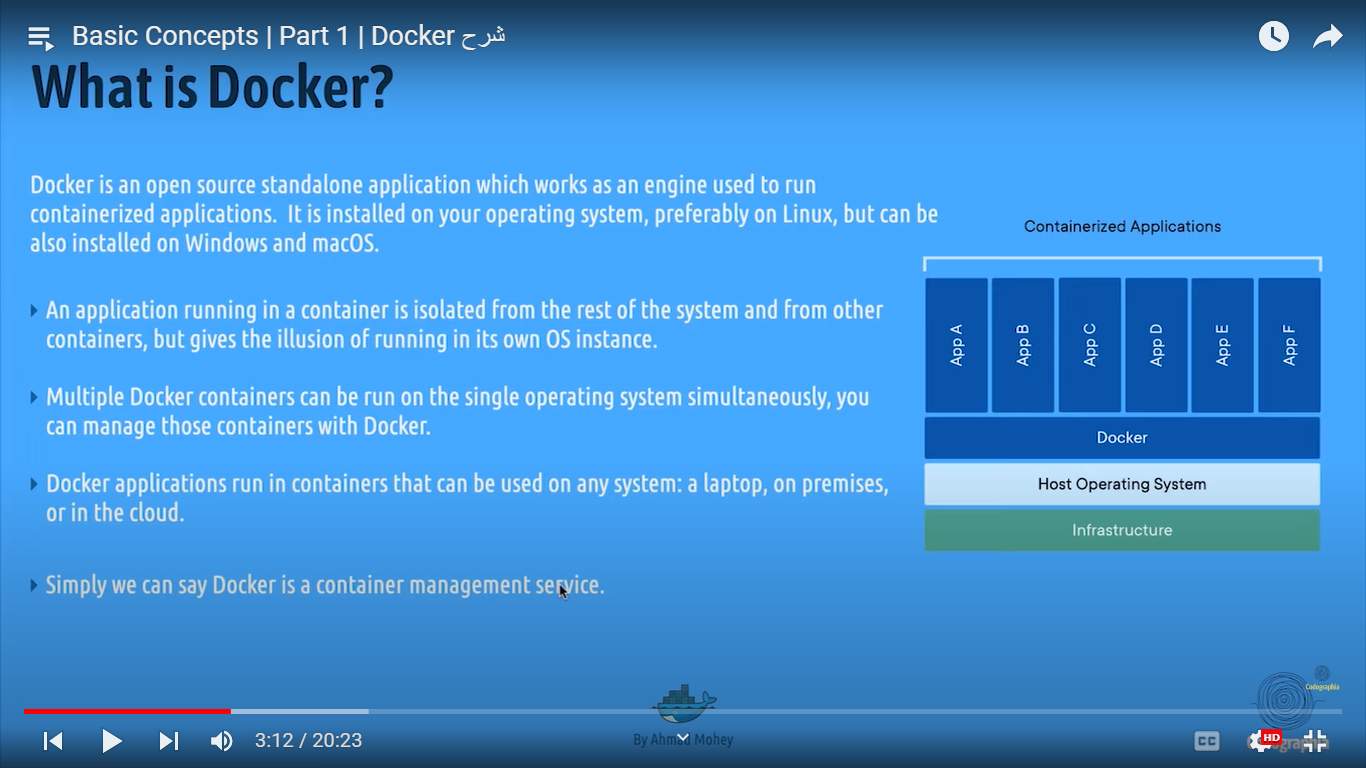 Basic Concepts | Part 1 | Docker شرح
What is Docker?
Docker is an open source standalone application which works as an engine used to run
containerized applications.  It is installed on your operating system, preferably on Linux, but can be
also installed on Windows and macOS.
An application running in a container is isolated from the rest of the system and from other
containers, but gives the illusion of running in its own OS instance.
Multiple Docker containers can be run on the single operating system simultaneously, you
can manage those containers with Docker.
Docker applications run in containers that can be used on any system: a laptop, on premises,
or in the cloud.
Simply we can say Docker is a container management service.
Containerized Applications
App A
App B
App C
App D
App E
App F
Docker
Host Operating System
Infrastructure
Codographia
3:12 / 20:23
By Ahmad Mohey
CC
HD
Codographia